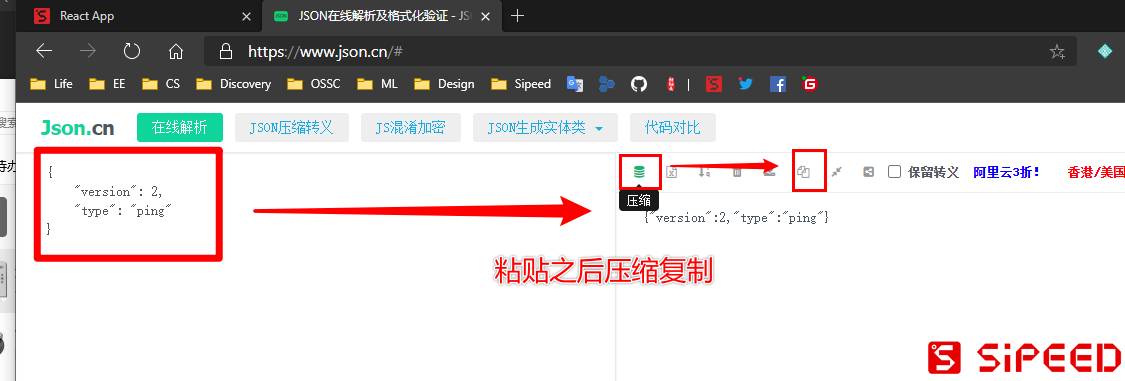 React App
JSON在线解析及格式化验证 - JS
https://www.json.cn/#
Life EE CS Discovery OSSC ML Design Sipeed
搜索
待办
Json.cn 在线解析 JSON压缩转义 JS混淆加密 JSON生成实体类 代码对比
保留转义 阿里云3折! 香港/美国
压缩
{
"version": 2,
"type": "ping"
}
{"version":2,"type":"ping"}
粘贴之后压缩复制
SiPEED